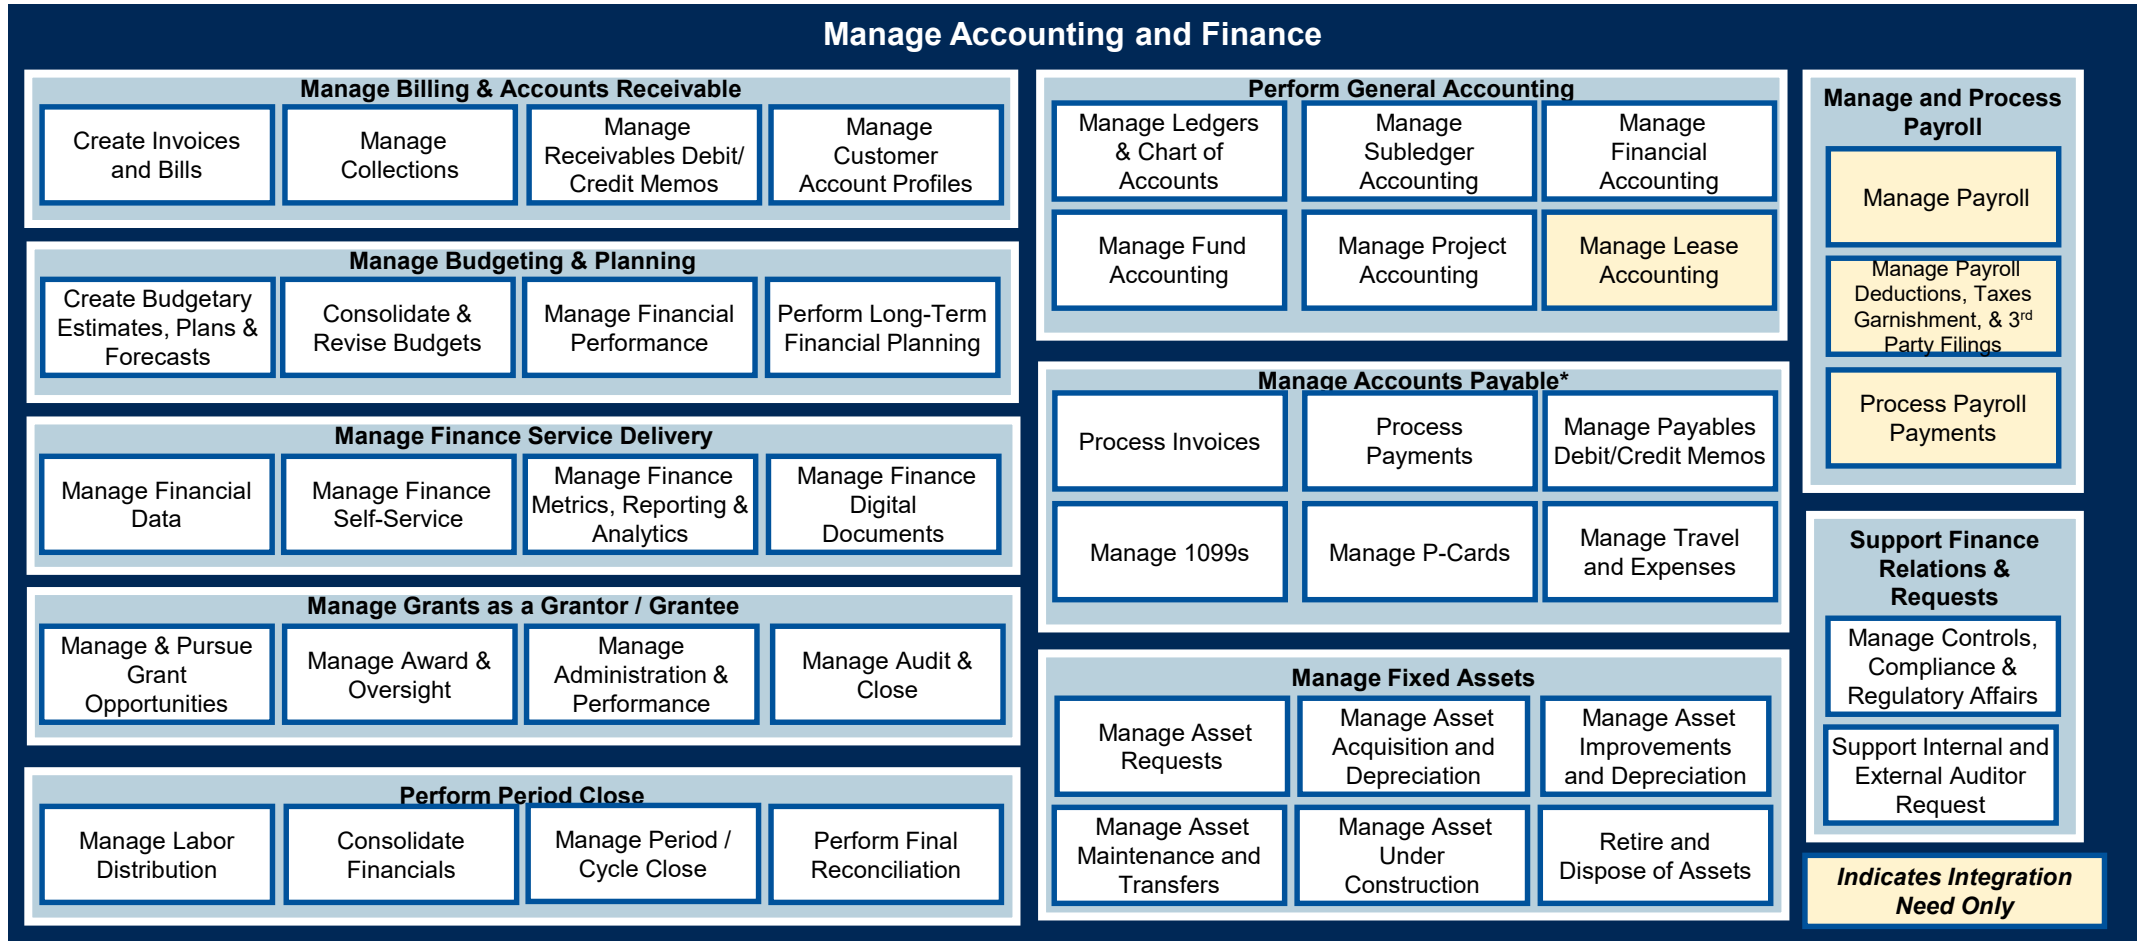 Manage Accounting and Finance
Manage Billing & Accounts Receivable
Create Invoices
and Bills
Manage
Collections
Manage
Receivables Debit/
Credit Memos
Manage
Customer
Account Profiles
Manage Budgeting & Planning
Create Budgetary
Estimates, Plans &
Forecasts
Consolidate &
Revise Budgets
Manage Financial
Performance
Perform Long-Term
Financial Planning
Manage Finance Service Delivery
Manage Financial
Data
Manage Finance
Self-Service
Manage Finance
Metrics, Reporting &
Analytics
Manage Finance
Digital
Documents
Manage Grants as a Grantor / Grantee
Manage & Pursue
Grant
Opportunities
Manage Award &
Oversight
Manage
Administration &
Performance
Manage Audit &
Close
Perform Period Close
Manage Labor
Distribution
Consolidate
Financials
Manage Period /
Cycle Close
Perform Final
Reconciliation
Perform General Accounting
Manage Ledgers
& Chart of
Accounts
Manage
Subledger
Accounting
Manage
Financial
Accounting
Manage Fund
Accounting
Manage Project
Accounting
Manage Lease
Accounting
Manage Accounts Payable*
Process Invoices
Process
Payments
Manage Payables
Debit/Credit Memos
Manage 1099s
Manage P-Cards
Manage Travel
and Expenses
Manage Fixed Assets
Manage Asset
Requests
Manage Asset
Acquisition and
Depreciation
Manage Asset
Improvements
and Depreciation
Manage Asset
Maintenance and
Transfers
Manage Asset
Under
Construction
Retire and
Dispose of Assets
Manage and Process
Payroll
Manage Payroll
Manage Payroll
Deductions, Taxes
Garnishment, & 3rd
Party Filings
Process Payroll
Payments
Support Finance
Relations &
Requests
Manage Controls,
Compliance &
Regulatory Affairs
Support Internal and
External Auditor
Request
Indicates Integration
Need Only